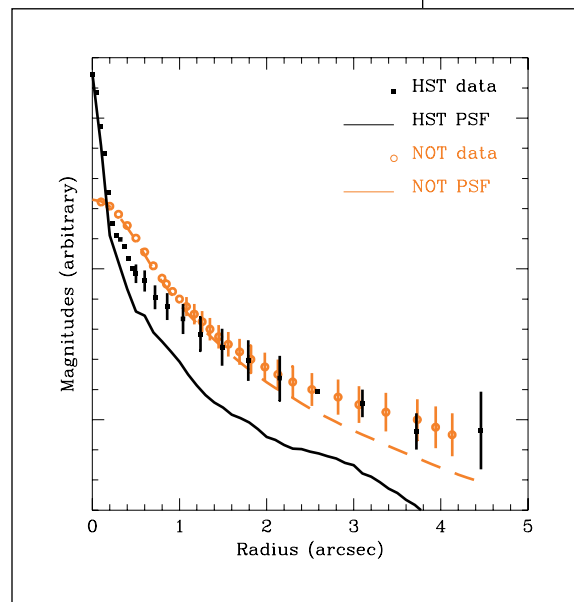 HST data
HST PSF
NOT data
NOT PSF
Magnitudes (arbitrary)
0 1 2 3 4 5
Radius (arcsec)